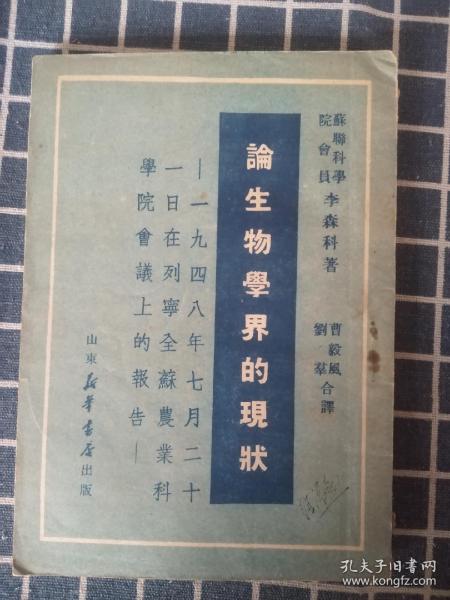 蘇聯科學
院會員 李森科著
曹毅風
劉羣 合譯
論生物學界的現狀
—一九四八年七月二十
一日在列寧全蘇農業科
學院會議上的報告—
山東新華書店出版
孔夫子旧书网
www.kongfz.com